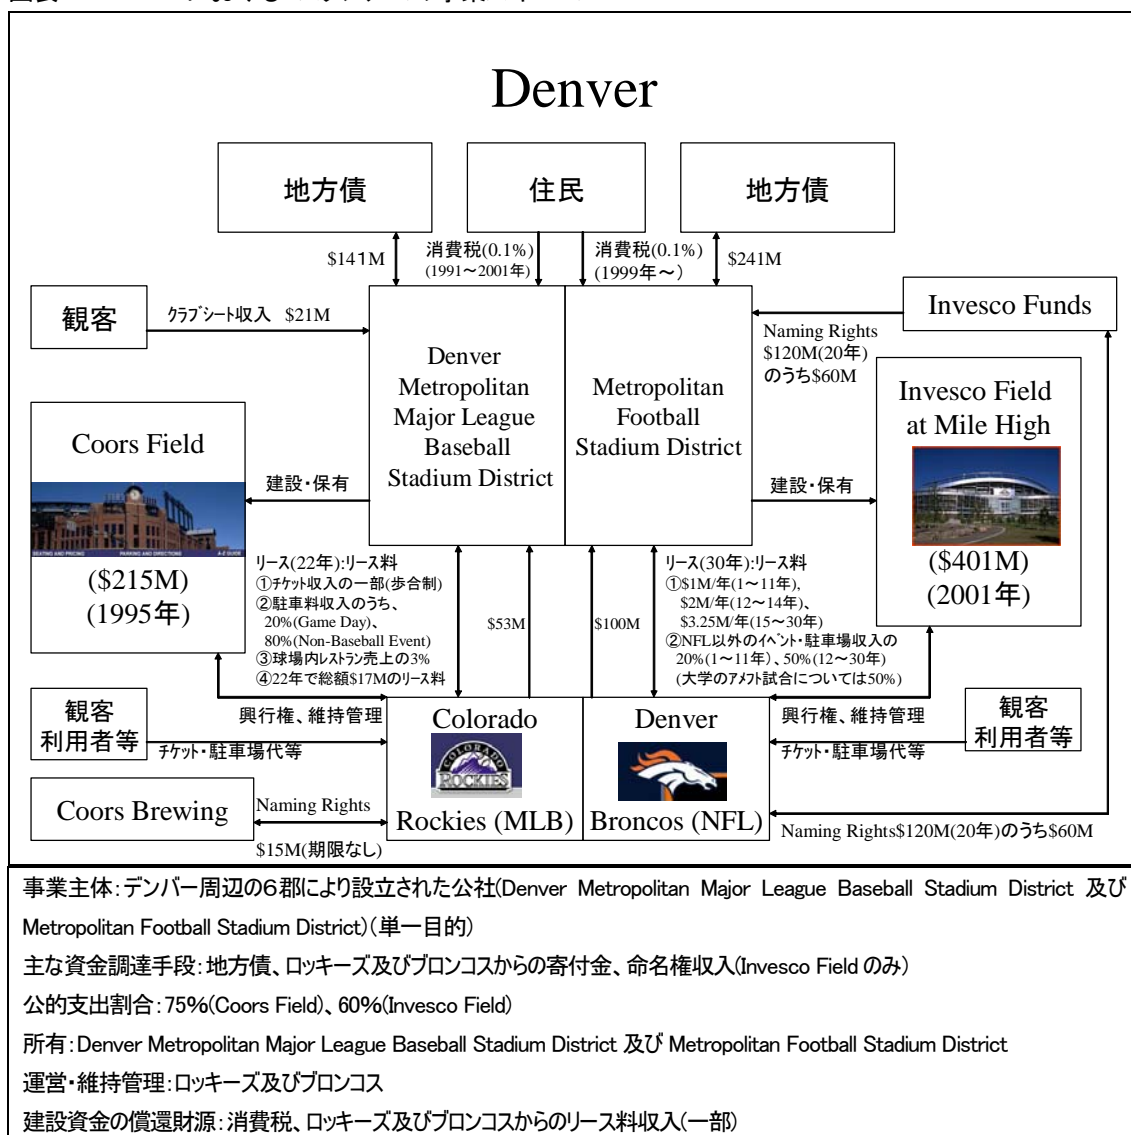 Denver
地方債
住民
地方債
$141M
消費税(0.1%)
(1991～2001年)
消費税(0.1%)
(1999年～)
$241M
観客
クラブシート収入 $21M
Invesco Funds
Naming Rights
$120M(20年)
のうち$60M
Denver
Metropolitan
Major League
Baseball
Stadium District
Metropolitan
Football
Stadium District
Invesco Field
at Mile High
Coors Field
建設・保有
建設・保有
SEATING AND PRICING PARKING AND DIRECTIONS A-Z GUIDE
($215M)
(1995年)
($401M)
(2001年)
リース(22年):リース料
①チケット収入の一部(歩合制)
②駐車料収入のうち、
20%(Game Day)、
80%(Non-Baseball Event)
③球場内レストラン売上の3%
④22年で総額$17Mのリース料
$53M
$100M
リース(30年):リース料
①$1M/年(1～11年),
$2M/年(12～14年)、
$3.25M/年(15～30年)
②NFL以外のイベント・駐車場収入の
20%(1～11年)、50%(12～30年)
(大学のアメフト試合については50%)
観客
利用者等
興行権、維持管理
チケット・駐車場代等
Colorado
COLORADO
ROCKIES
Rockies (MLB)
Denver
Broncos (NFL)
興行権、維持管理
チケット・駐車場代等
観客
利用者等
Coors Brewing
Naming Rights
$15M(期限なし)
Naming Rights$120M(20年)のうち$60M
事業主体:デンバー周辺の6郡により設立された公社(Denver Metropolitan Major League Baseball Stadium District 及び
Metropolitan Football Stadium District)(単一目的)
主な資金調達手段:地方債、ロッキーズ及びブロンコスからの寄付金、命名権収入(Invesco Field のみ)
公的支出割合:75%(Coors Field)、60%(Invesco Field)
所有:Denver Metropolitan Major League Baseball Stadium District 及び Metropolitan Football Stadium District
運営・維持管理:ロッキーズ及びブロンコス
建設資金の償還財源:消費税、ロッキーズ及びブロンコスからのリース料収入(一部)